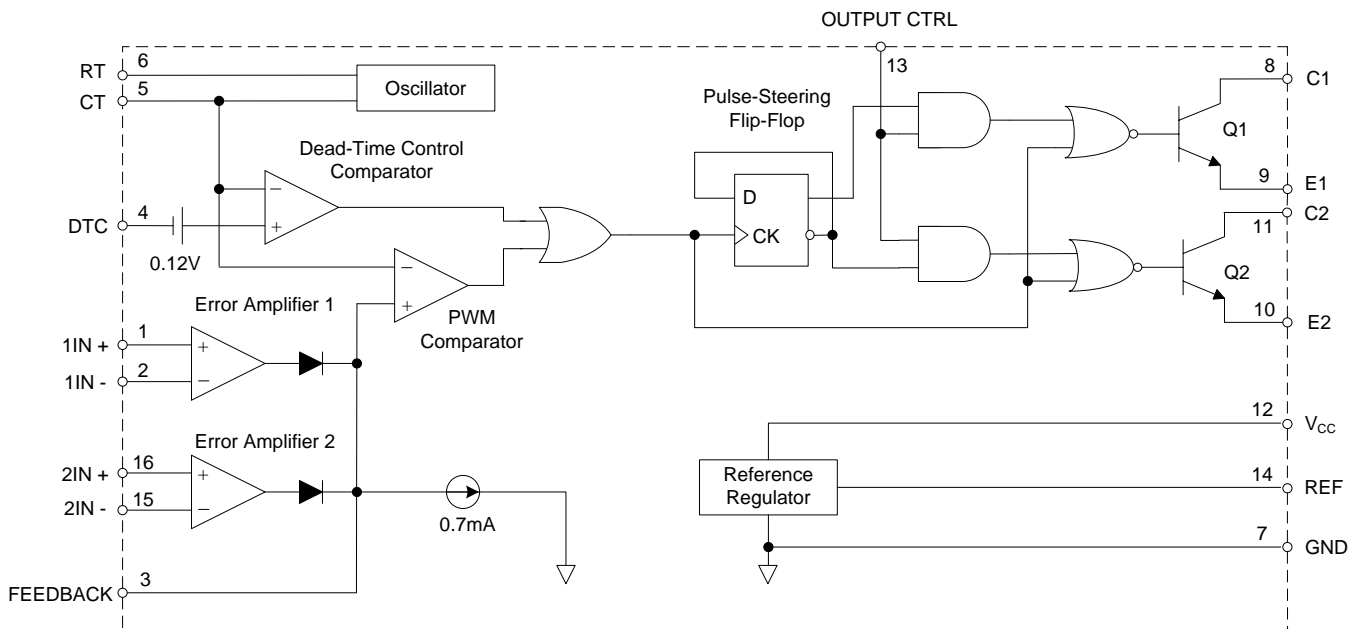 OUTPUT CTRL
RT
6
13
5
CT
Oscillator
8
C1
Pulse-Steering
Flip-Flop
Q1
Dead-Time Control
Comparator
9
E1
D
−
C2
4
DTC
+
11
CK
0.12V
−
Q2
Error Amplifier 1
+
10
PWM
Comparator
E2
1
1IN +
+
2
1IN -
−
12
VCC
Error Amplifier 2
16
2IN +
+
Reference
Regulator
14
REF
15
2IN -
−
0.7mA
7
GND
3
FEEDBACK